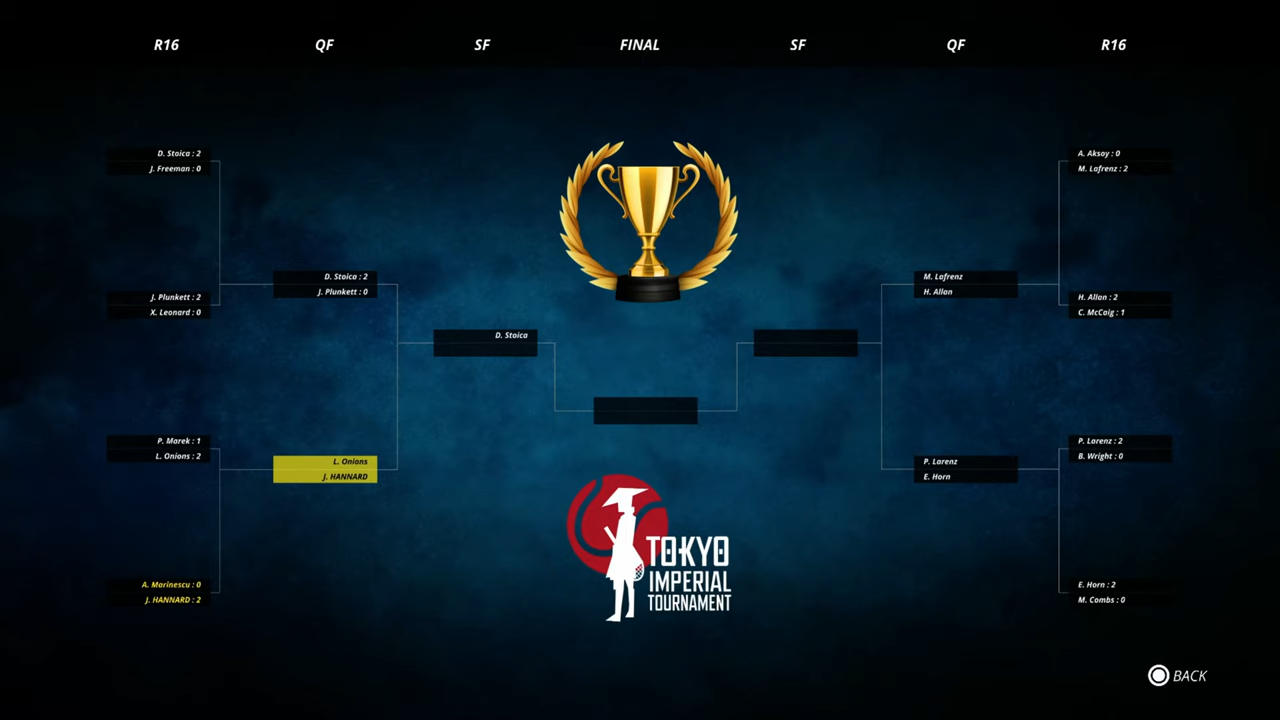 R16 QF SF FINAL SF QF R16
D. Stoica : 2
J. Freeman : 0
J. Plunkett : 2
X. Leonard : 0
P. Marek : 1
L. Onions : 2
A. Marinescu : 0
J. HANNARD : 2
D. Stoica : 2
J. Plunkett : 0
L. Onions
J. HANNARD
D. Stoica
M. Lafrenz
H. Allan
P. Larenz
E. Horn
A. Aksoy : 0
M. Lafrenz : 2
H. Allan : 2
C. McCaig : 1
P. Larenz : 2
B. Wright : 0
E. Horn : 2
M. Combs : 0
TOKYO
IMPERIAL
TOURNAMENT
BACK